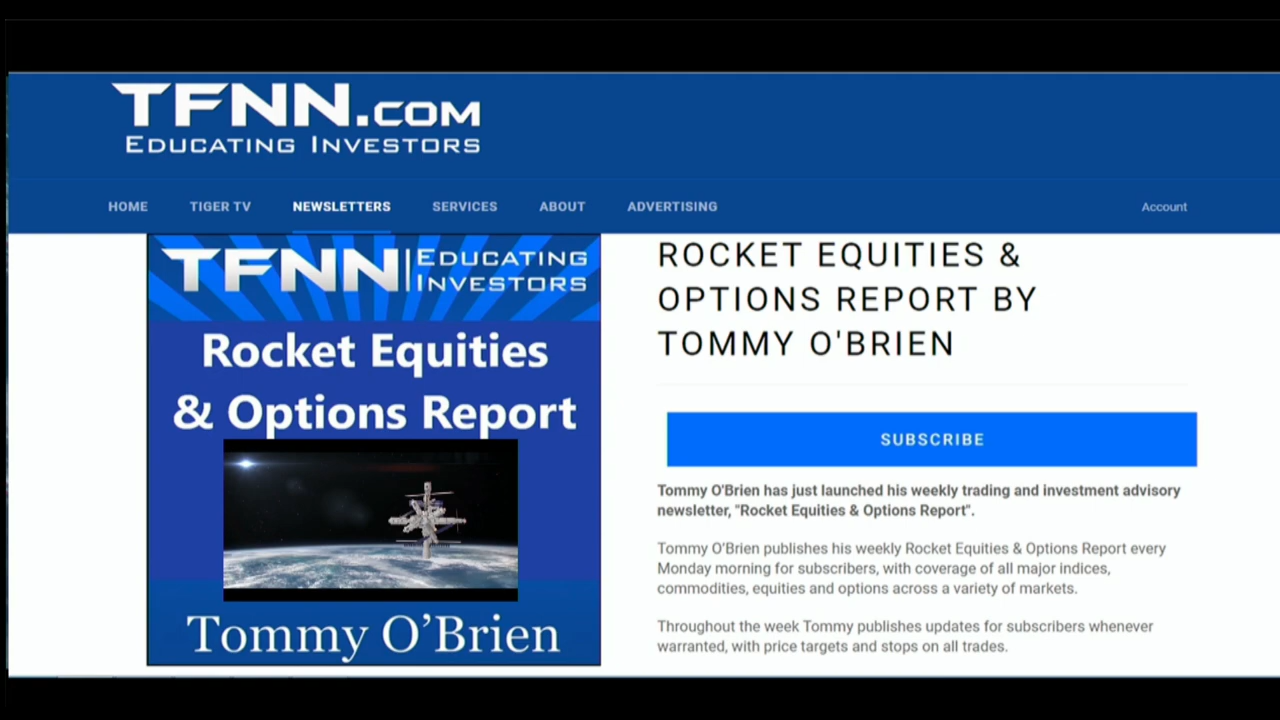 TFNN.COM
EDUCATING INVESTORS
HOME TIGER TV NEWSLETTERS SERVICES ABOUT ADVERTISING Account
TFNN EDUCATING
INVESTORS
Rocket Equities
& Options Report
Tommy O’Brien
ROCKET EQUITIES &
OPTIONS REPORT BY
TOMMY O'BRIEN
SUBSCRIBE
Tommy O'Brien has just launched his weekly trading and investment advisory
newsletter, "Rocket Equities & Options Report".
Tommy O’Brien publishes his weekly Rocket Equities & Options Report every
Monday morning for subscribers, with coverage of all major indices,
commodities, equities and options across a variety of markets.
Throughout the week Tommy publishes updates for subscribers whenever
warranted, with price targets and stops on all trades.